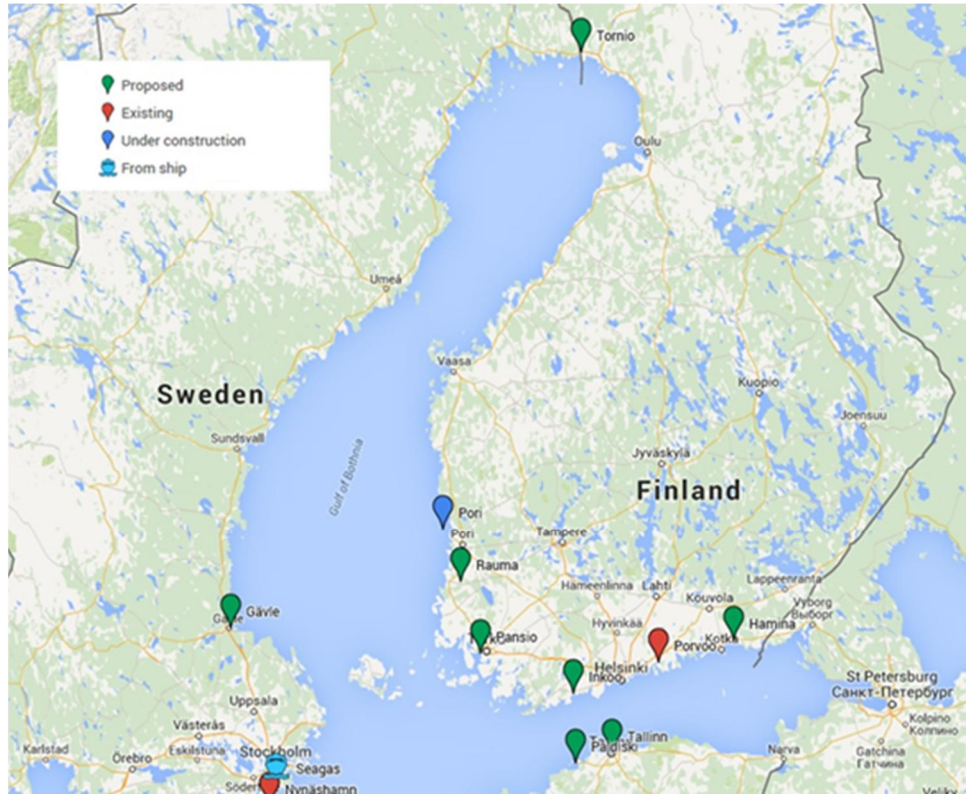 Tornio
Proposed
Existing
Under construction
From ship
Oulu
Umeå
Vaasa
Sweden
Kuopio
Joensuu
Sundsvall
Gulf of Bothnia
Jyväskylä
Finland
Pori
Pori
Tampere
Rauma
Lappeenranta
Hämeenlinna
Lahti
Kouvola
Vyborg
Выборг
Gävle
Hyvinkää
Hamina
Pansio
Kotka
Porvoo
Helsinki
Inkoo
St Petersburg
Санкт-Петербург
Uppsala
Kolpino
Колпино
Västerås
Tallinn
Paldiski
Karlstad
Örebro
Eskilstuna
Stockholm
Narva
Gatchina
Гатчина
Seagas
Nynäshamn